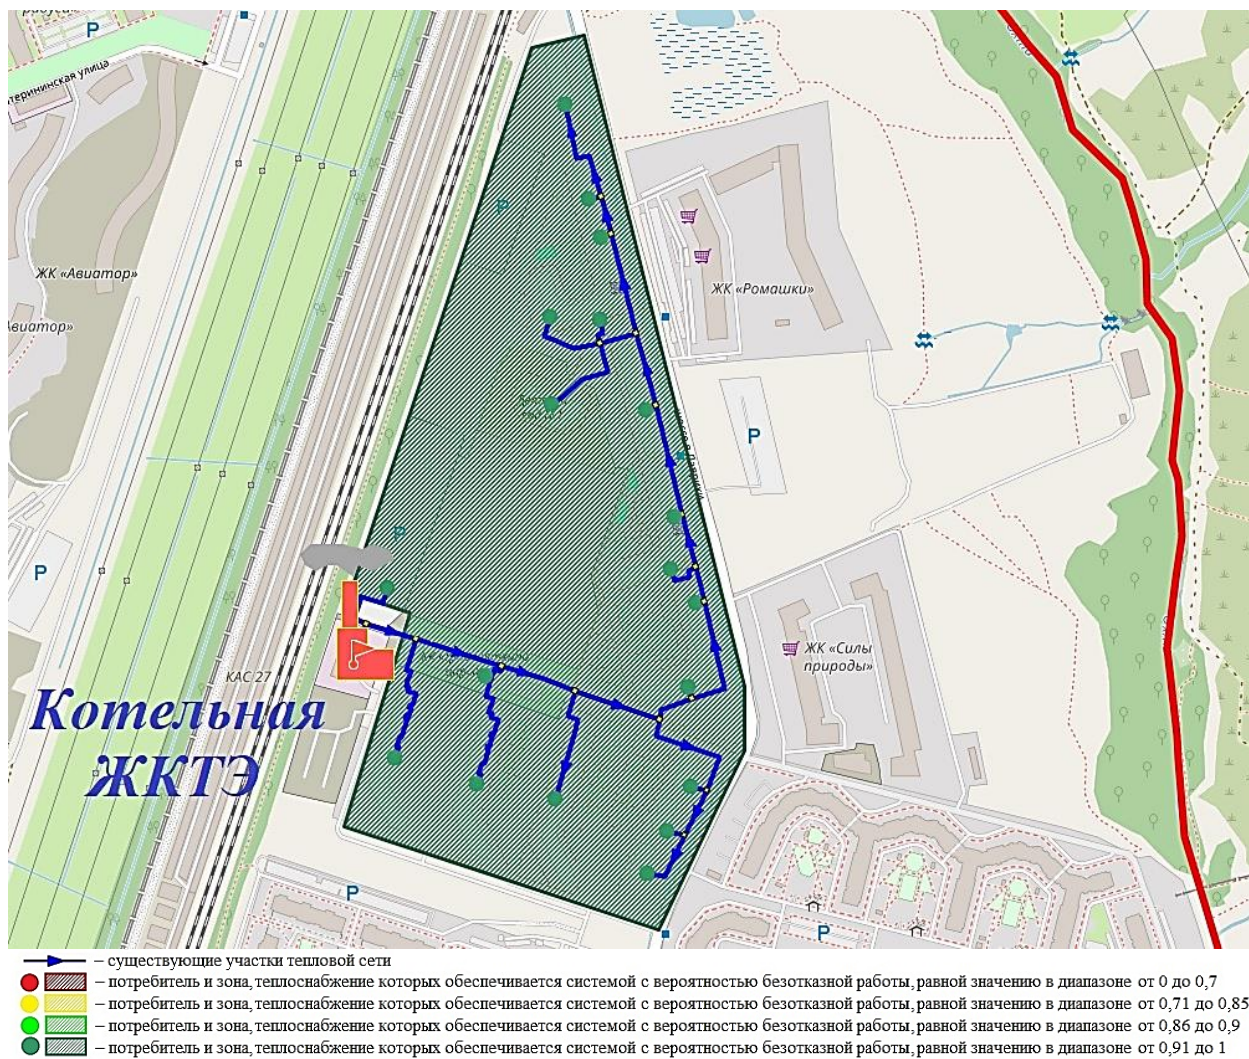 P
терининская улица
ЖК «Авиатор»
Авиатор»
P
ЖК «Ромашки»
P
P
P
ЖК «Силы
природы»
КАС 27
Котельная
ЖКТЭ
P
P
– существующие участки тепловой сети
– потребитель и зона, теплоснабжение которых обеспечивается системой с вероятностью безотказной работы, равной значению в диапазоне от 0 до 0,7
– потребитель и зона, теплоснабжение которых обеспечивается системой с вероятностью безотказной работы, равной значению в диапазоне от 0,71 до 0,85
– потребитель и зона, теплоснабжение которых обеспечивается системой с вероятностью безотказной работы, равной значению в диапазоне от 0,86 до 0,9
– потребитель и зона, теплоснабжение которых обеспечивается системой с вероятностью безотказной работы, равной значению в диапазоне от 0,91 до 1